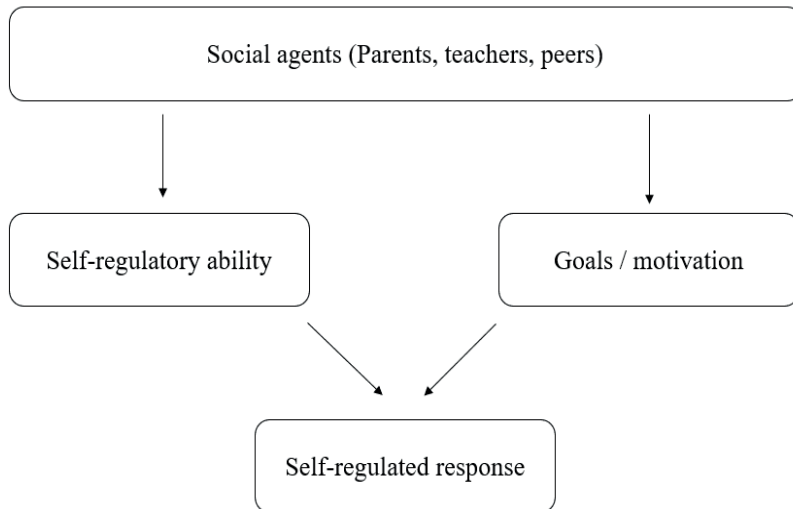 Social agents (Parents, teachers, peers)
Self-regulatory ability
Goals / motivation
Self-regulated response